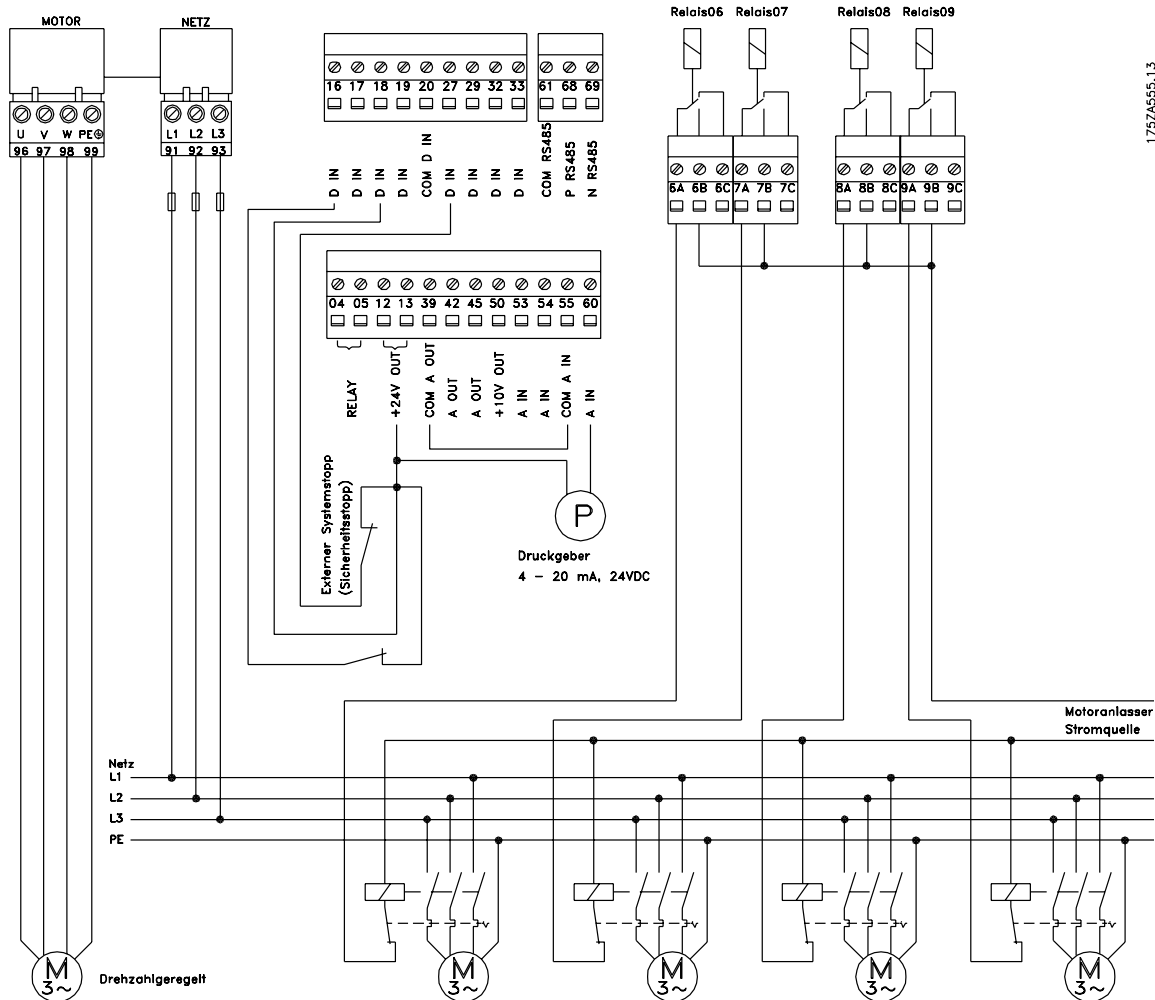 MOTOR
NETZ
Relais06 Relais07 Relais08 Relais09
175ZA555.13
16 17 18 19 20 27 29 32 33 61 68 69
U V W PE
96 97 98 99
L1 L2 L3
91 92 93
D IN
D IN
D IN
D IN
COM D IN
D IN
D IN
D IN
D IN
COM RS485
P RS485
N RS485
6A 6B 6C 7A 7B 7C 8A 8B 8C 9A 9B 9C
04 05 12 13 39 42 45 50 53 54 55 60
RELAY
+24V OUT
COM A OUT
A OUT
A OUT
+10V OUT
A IN
A IN
COM A IN
A IN
Externer Systemstopp
(Sicherheitsstopp)
P
Druckgeber
4 - 20 mA, 24VDC
Motoranlasser
Stromquelle
Netz
L1
L2
L3
PE
M
3~
Drehzahlgeregelt
M
3~
M
3~
M
3~
M
3~